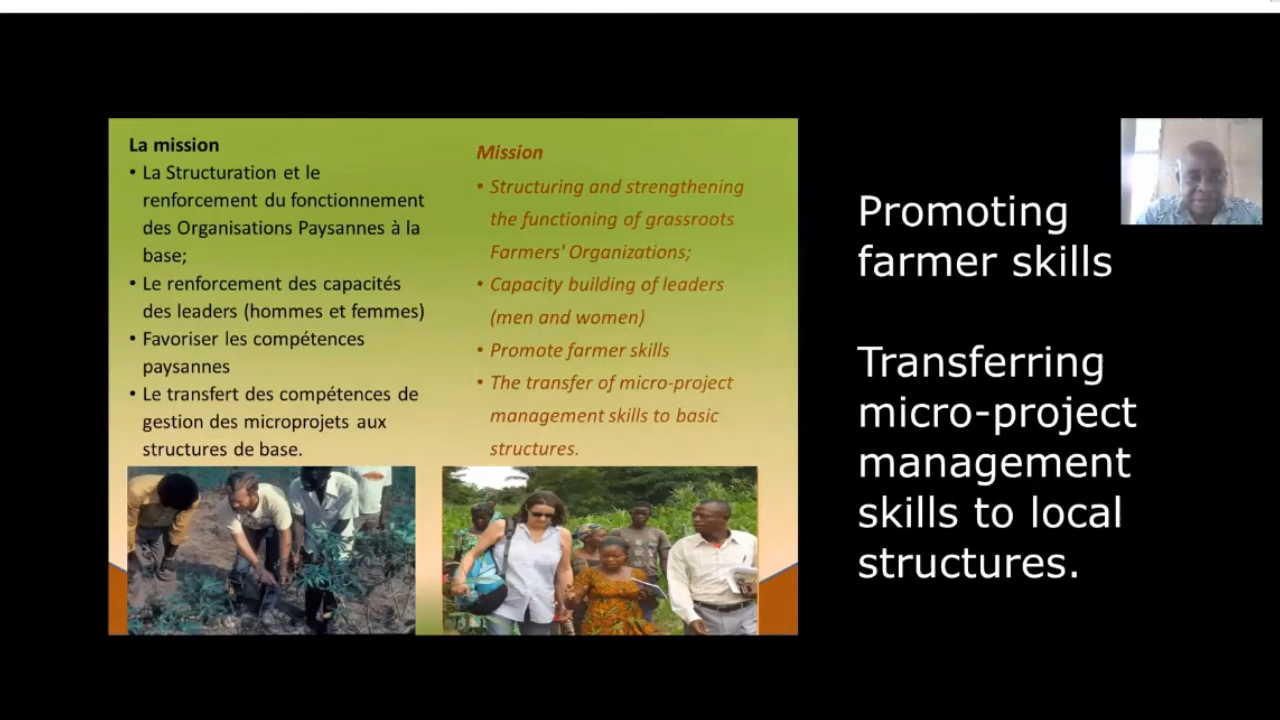 La mission
• La Structuration et le
renforcement du fonctionnement
des Organisations Paysannes à la
base;
• Le renforcement des capacités
des leaders (hommes et femmes)
• Favoriser les compétences
paysannes
• Le transfert des compétences de
gestion des microprojets aux
structures de base.
Mission
• Structuring and strengthening
the functioning of grassroots
Farmers' Organizations;
• Capacity building of leaders
(men and women)
• Promote farmer skills
• The transfer of micro-project
management skills to basic
structures.
Promoting
farmer skills
Transferring
micro-project
management
skills to local
structures.